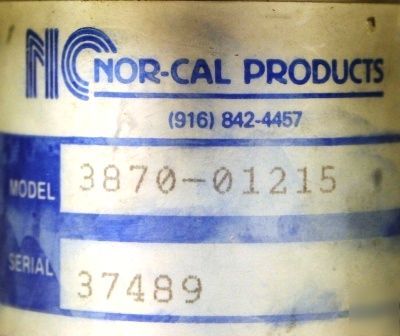 NC NOR-CAL PRODUCTS
(916) 842-4457
MODEL 3870-01215
SERIAL 37489